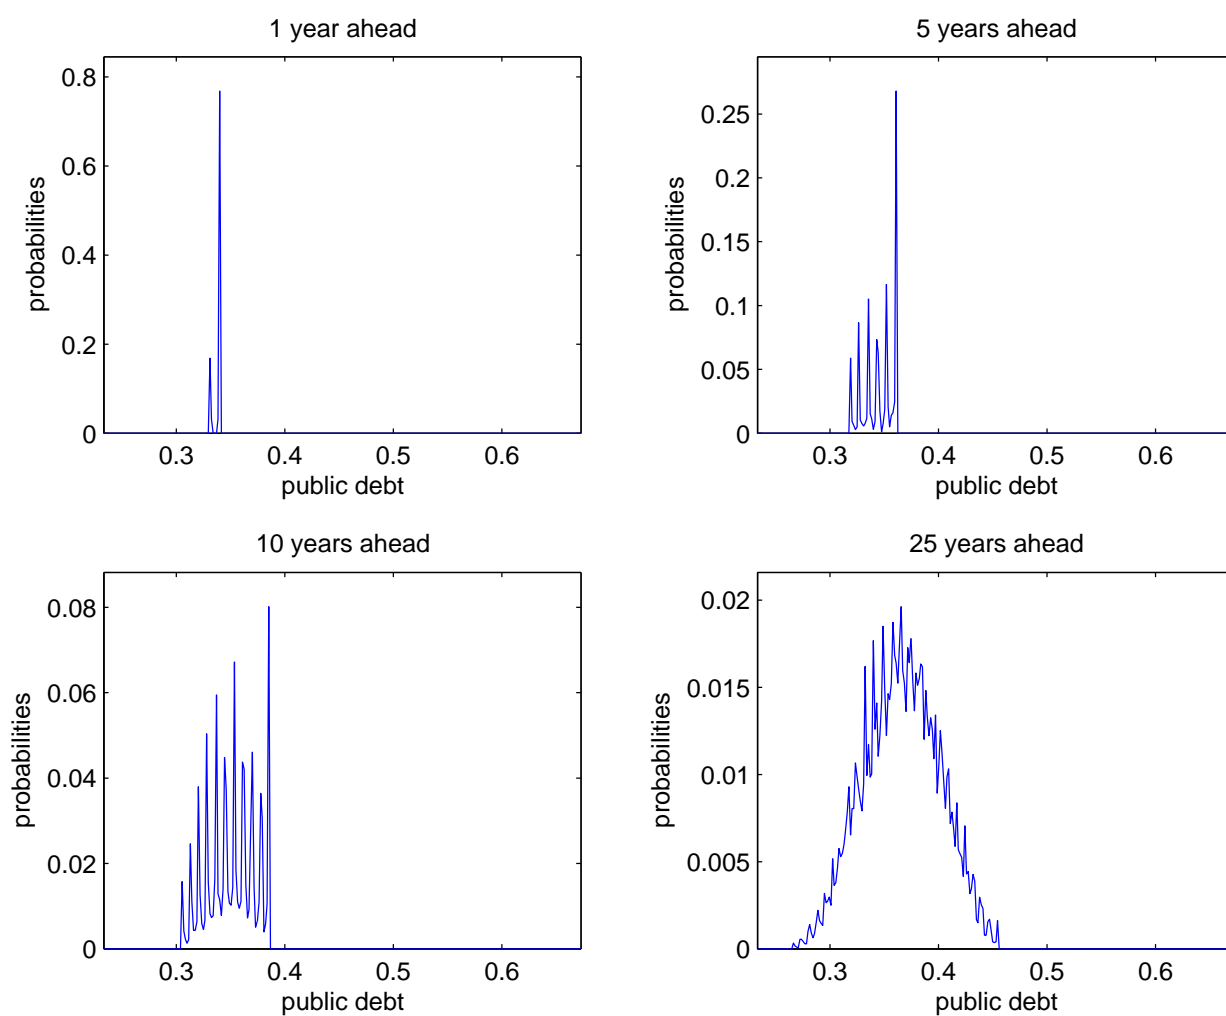 1 year ahead
0.8
0.6
0.4
0.2
0
probabilities
0.3 0.4 0.5 0.6
public debt
5 years ahead
0.25
0.2
0.15
0.1
0.05
0
probabilities
0.3 0.4 0.5 0.6
public debt
10 years ahead
0.08
0.06
0.04
0.02
0
probabilities
0.3 0.4 0.5 0.6
public debt
25 years ahead
0.02
0.015
0.01
0.005
0
probabilities
0.3 0.4 0.5 0.6
public debt